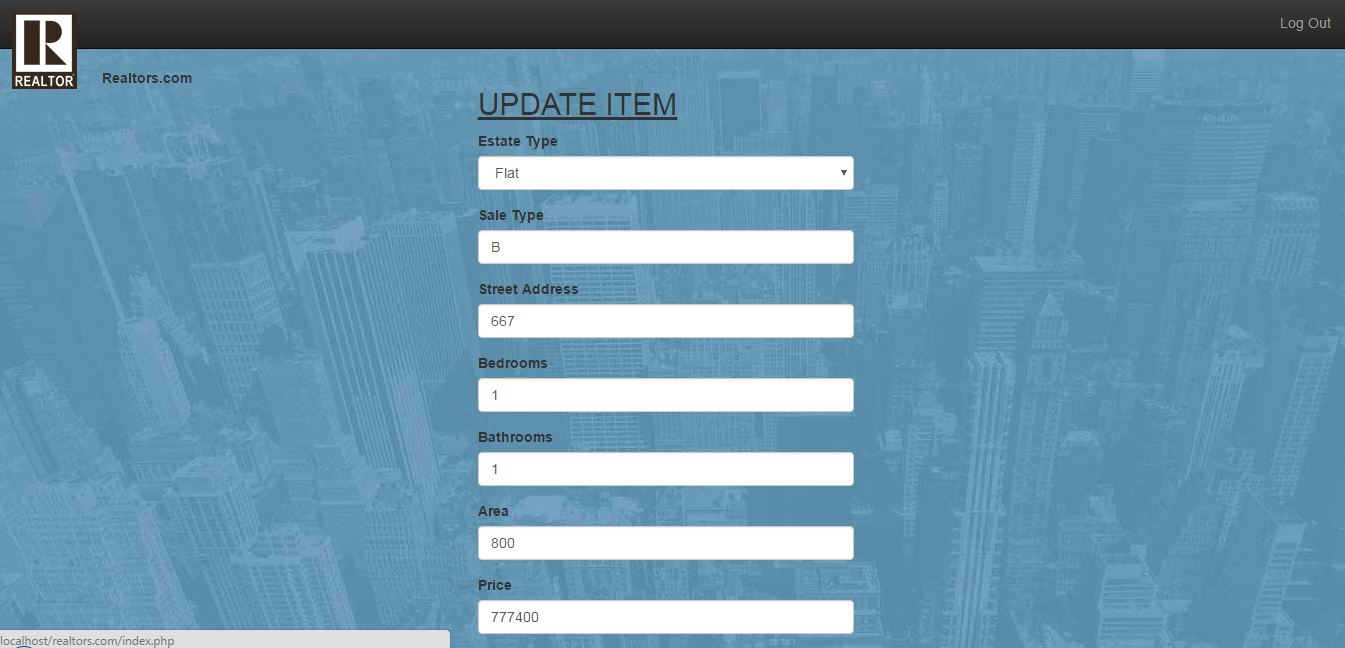 Log Out
REALTOR
Realtors.com
UPDATE ITEM
Estate Type
Flat
Sale Type
B
Street Address
667
Bedrooms
1
Bathrooms
1
Area
800
Price
777400
localhost/realtors.com/index.php
MetLife